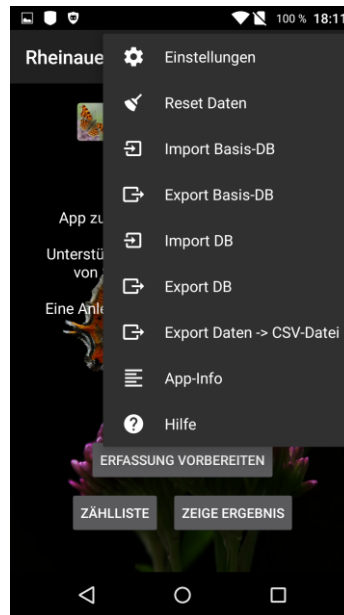 100 % 18:11
Rheinaue
Einstellungen
Reset Daten
Import Basis-DB
Export Basis-DB
App zu
Import DB
Unterstü
von
Export DB
Eine Anle
Export Daten -> CSV-Datei
App-Info
Hilfe
ERFASSUNG VORBEREITEN
ZÄHLLISTE
ZEIGE ERGEBNIS